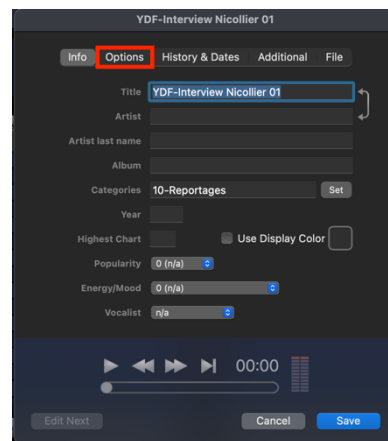 YDF-Interview Nicollier 01
Info Options History & Dates Additional File
Title YDF-Interview Nicollier 01
Artist
Artist last name
Album
Categories 10-Reportages Set
Year
Highest Chart Use Display Color
Popularity 0 (n/a)
Energy/Mood 0 (n/a)
Vocalist n/a
00:00
Edit Next Cancel Save